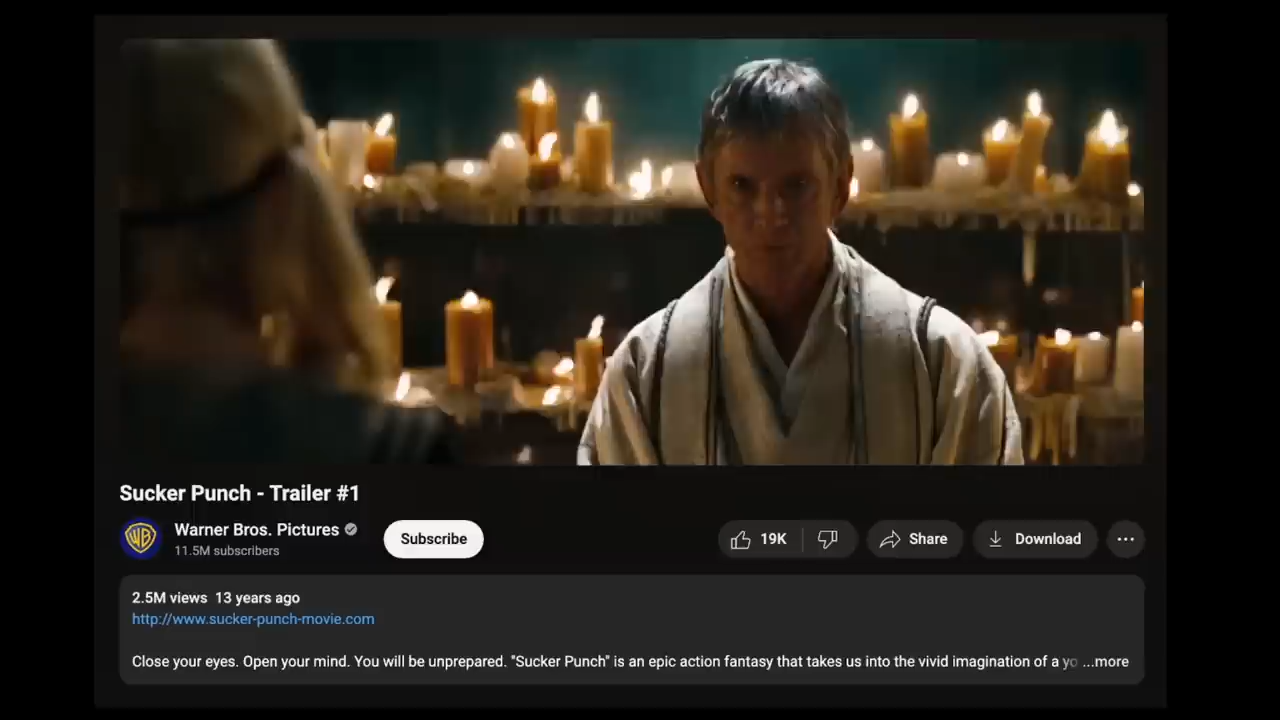 Sucker Punch - Trailer #1
WB
Warner Bros. Pictures
11.5M subscribers
Subscribe
19K
Share
Download
2.5M views 13 years ago
http://www.sucker-punch-movie.com
Close your eyes. Open your mind. You will be unprepared. "Sucker Punch" is an epic action fantasy that takes us into the vivid imagination of a yo ...more